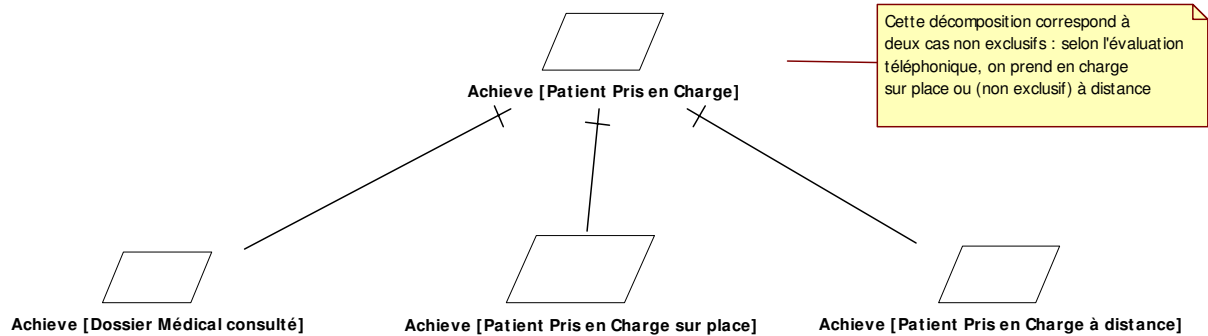 Cette décomposition correspond à
deux cas non exclusifs : selon l'évaluation
téléphonique, on prend en charge
sur place ou (non exclusif) à distance
Achieve [Patient Pris en Charge]
Achieve [Dossier Médical consulté]
Achieve [Patient Pris en Charge sur place]
Achieve [Patient Pris en Charge à distance]